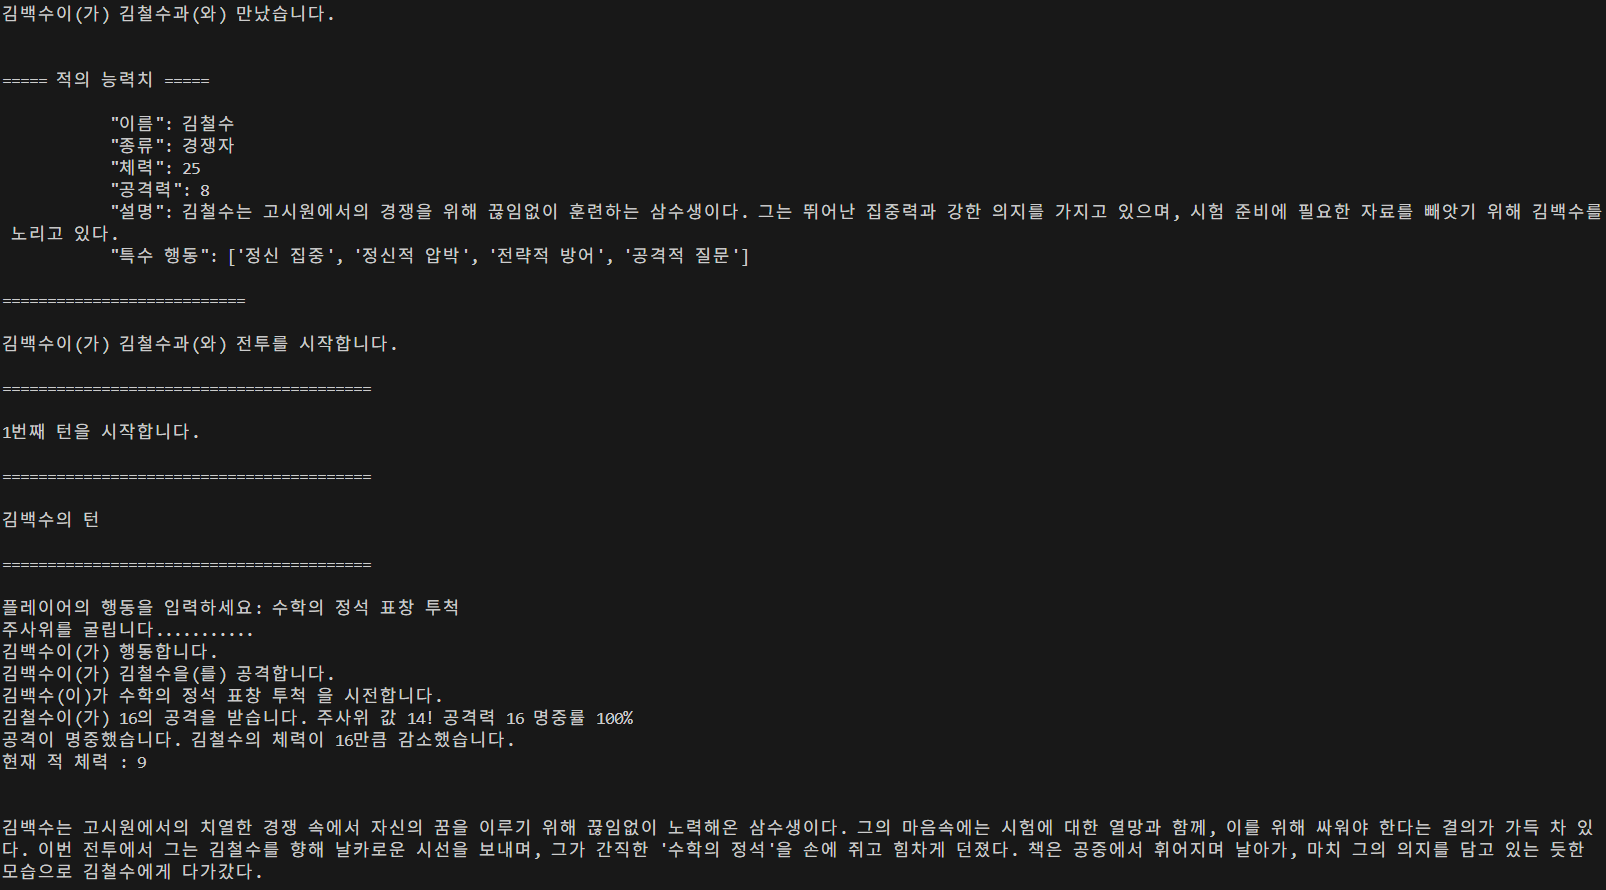 김백수이(가) 김철수과(와) 만났습니다.
===== 적의 능력치 =====
"이름": 김철수
"종류": 경쟁자
"체력": 25
"공격력": 8
"설명": 김철수는 고시원에서의 경쟁을 위해 끊임없이 훈련하는 삼수생이다. 그는 뛰어난 집중력과 강한 의지를 가지고 있으며, 시험 준비에 필요한 자료를 빼앗기 위해 김백수를
노리고 있다.
"특수 행동": ['정신 집중', '정신적 압박', '전략적 방어', '공격적 질문']
===========================
김백수이(가) 김철수과(와) 전투를 시작합니다.
=========================================
1번째 턴을 시작합니다.
=========================================
김백수의 턴
=========================================
플레이어의 행동을 입력하세요: 수학의 정석 표창 투척
주사위를 굴립니다...........
김백수이(가) 행동합니다.
김백수이(가) 김철수을(를) 공격합니다.
김백수(이)가 수학의 정석 표창 투척 을 시전합니다.
김철수이(가) 16의 공격을 받습니다. 주사위 값 14! 공격력 16 명중률 100%
공격이 명중했습니다. 김철수의 체력이 16만큼 감소했습니다.
현재 적 체력 : 9
김백수는 고시원에서의 치열한 경쟁 속에서 자신의 꿈을 이루기 위해 끊임없이 노력해온 삼수생이다. 그의 마음속에는 시험에 대한 열망과 함께, 이를 위해 싸워야 한다는 결의가 가득 차 있
다. 이번 전투에서 그는 김철수를 향해 날카로운 시선을 보내며, 그가 간직한 '수학의 정석'을 손에 쥐고 힘차게 던졌다. 책은 공중에서 휘어지며 날아가, 마치 그의 의지를 담고 있는 듯한
모습으로 김철수에게 다가갔다.